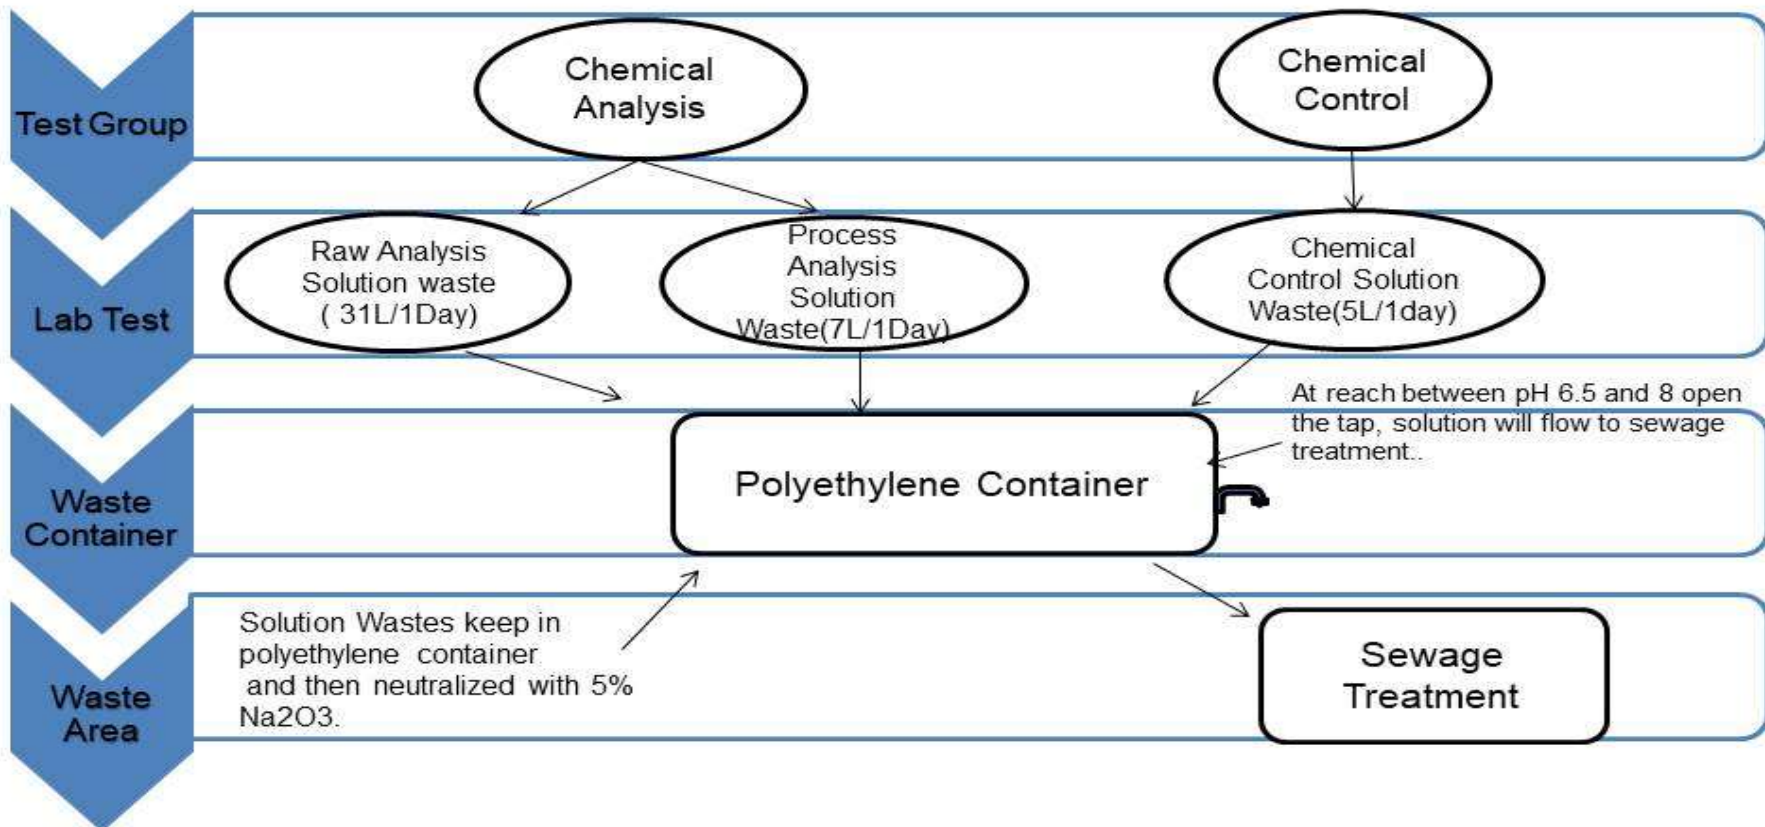 Test Group
Chemical
Analysis
Chemical
Control
Lab Test
Raw Analysis
Solution waste
( 31L/1Day)
Process
Analysis
Solution
Waste(7L/1Day)
Chemical
Control Solution
Waste(5L/1day)
Waste
Container
Polyethylene Container
At reach between pH 6.5 and 8 open
the tap, solution will flow to sewage
treatment..
Waste
Area
Solution Wastes keep in
polyethylene container
and then neutralized with 5%
Na2O3.
Sewage
Treatment